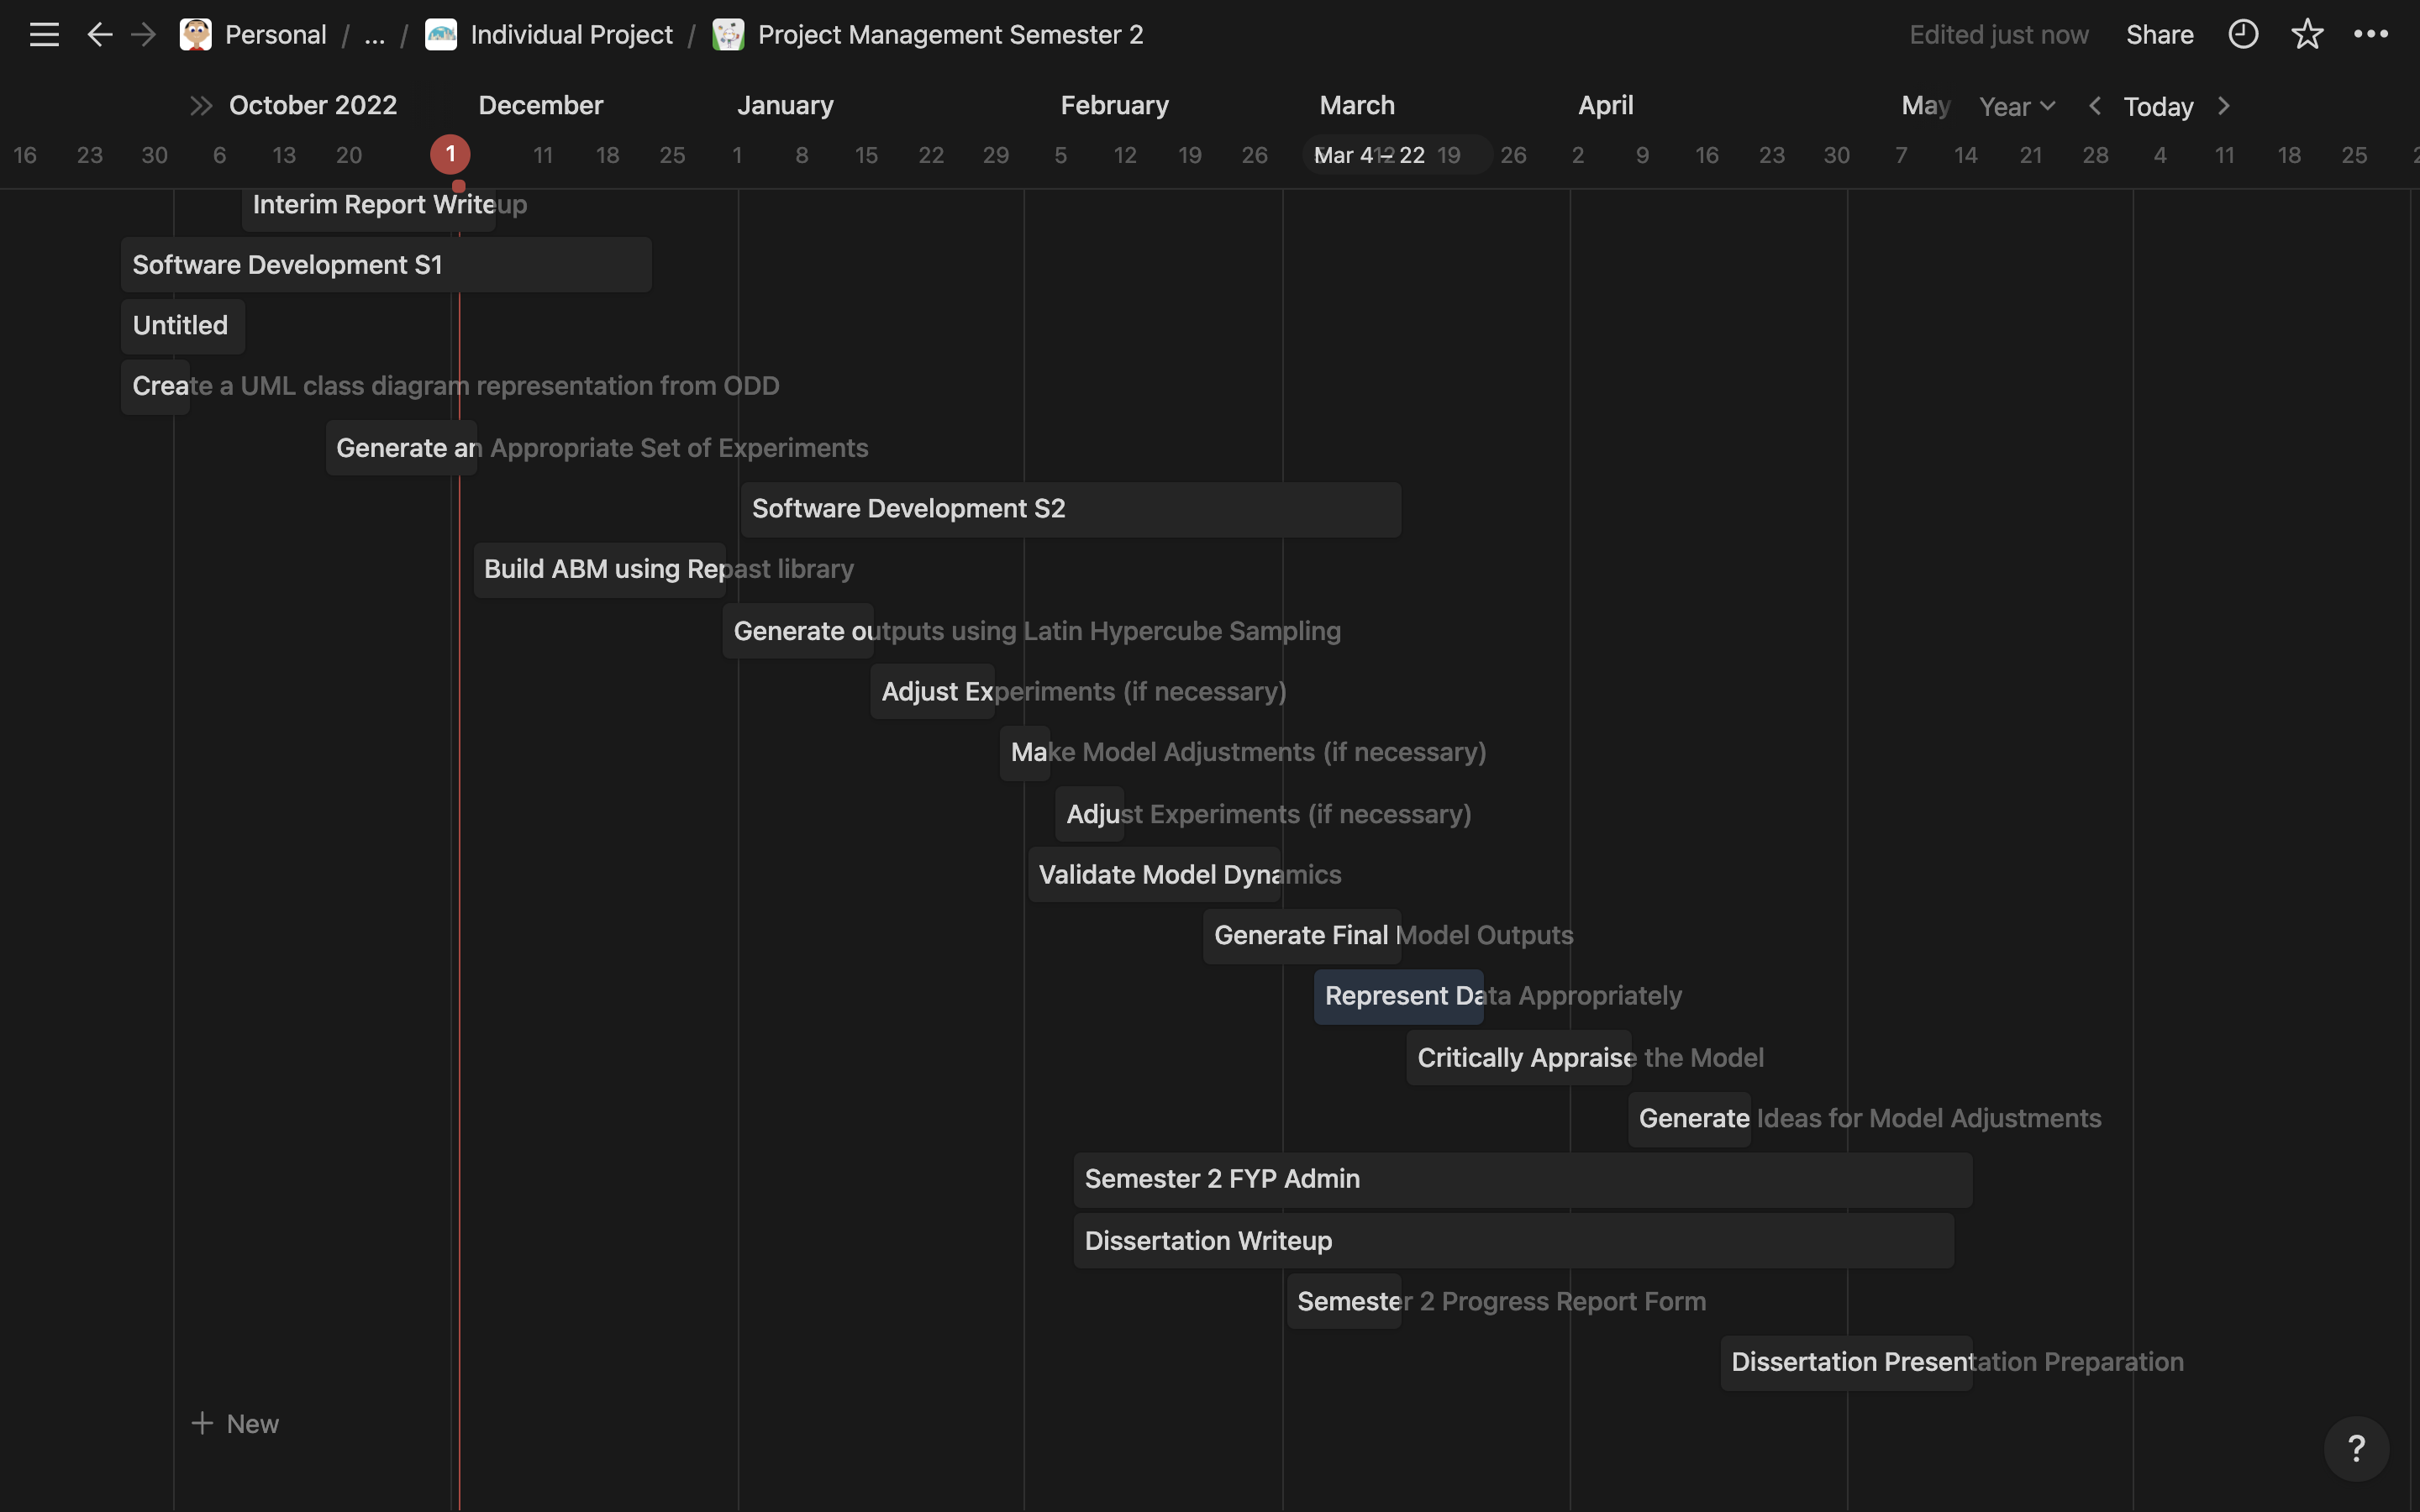 Personal / ... / Individual Project / Project Management Semester 2 Edited just now Share
October 2022 December January February March April May Year Today
16 23 30 6 13 20 1 11 18 25 1 8 15 22 29 5 12 19 26 Mar 4 – 22 19 26 2 9 16 23 30 7 14 21 28 4 11 18 25
Interim Report Writeup
Software Development S1
Untitled
Create a UML class diagram representation from ODD
Generate an Appropriate Set of Experiments
Software Development S2
Build ABM using Repast library
Generate outputs using Latin Hypercube Sampling
Adjust Experiments (if necessary)
Make Model Adjustments (if necessary)
Adjust Experiments (if necessary)
Validate Model Dynamics
Generate Final Model Outputs
Represent Data Appropriately
Critically Appraise the Model
Generate Ideas for Model Adjustments
Semester 2 FYP Admin
Dissertation Writeup
Semester 2 Progress Report Form
Dissertation Presentation Preparation
New
?